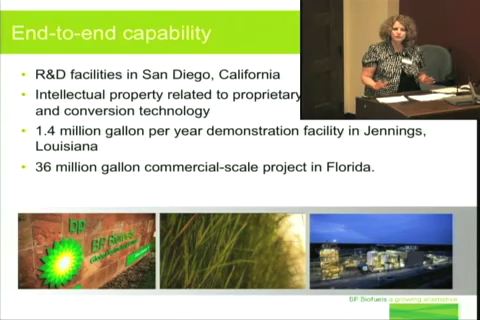 End-to-end capability
• R&D facilities in San Diego, California
• Intellectual property related to proprietary
and conversion technology
• 1.4 million gallon per year demonstration facility in Jennings,
Louisiana
• 36 million gallon commercial-scale project in Florida.
bp
BP Biofuels
BP Biofuels a growing alternative